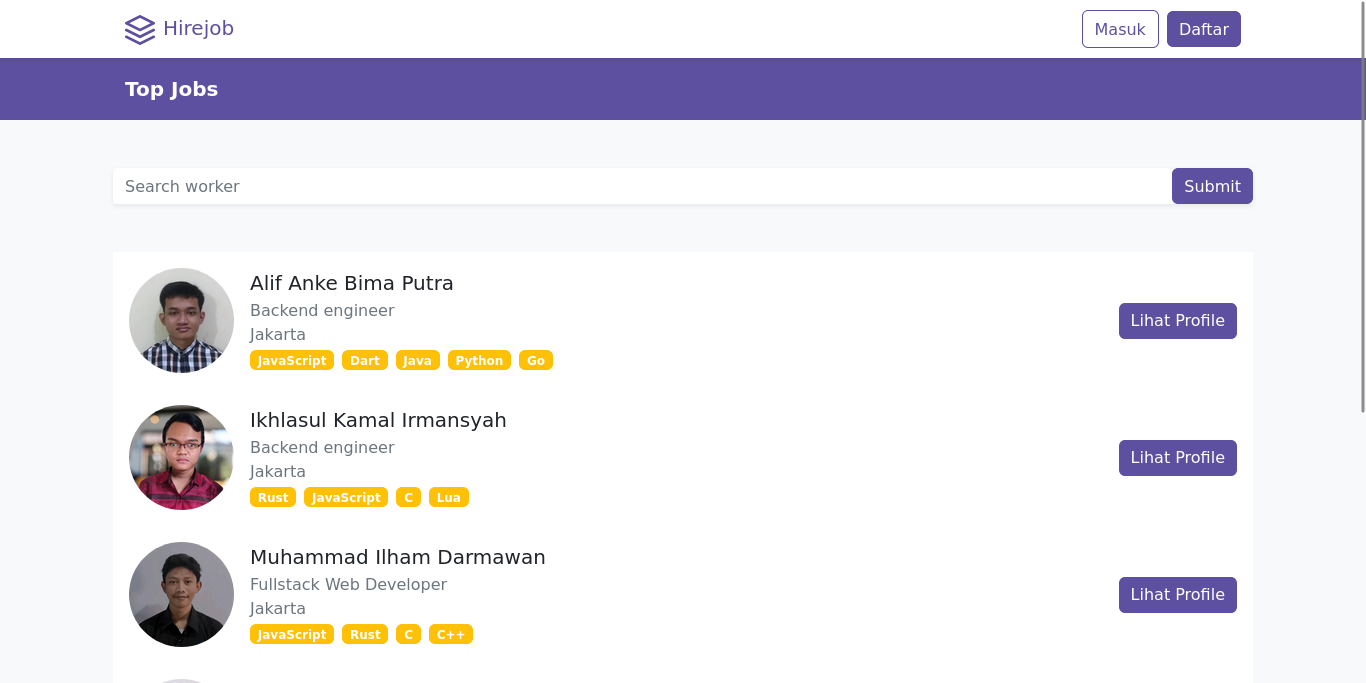 Hirejob
Masuk
Daftar
Top Jobs
Search worker
Submit
Alif Anke Bima Putra
Backend engineer
Jakarta
JavaScript Dart Java Python Go
Lihat Profile
Ikhlasul Kamal Irmansyah
Backend engineer
Jakarta
Rust JavaScript C Lua
Lihat Profile
Muhammad Ilham Darmawan
Fullstack Web Developer
Jakarta
JavaScript Rust C C++
Lihat Profile